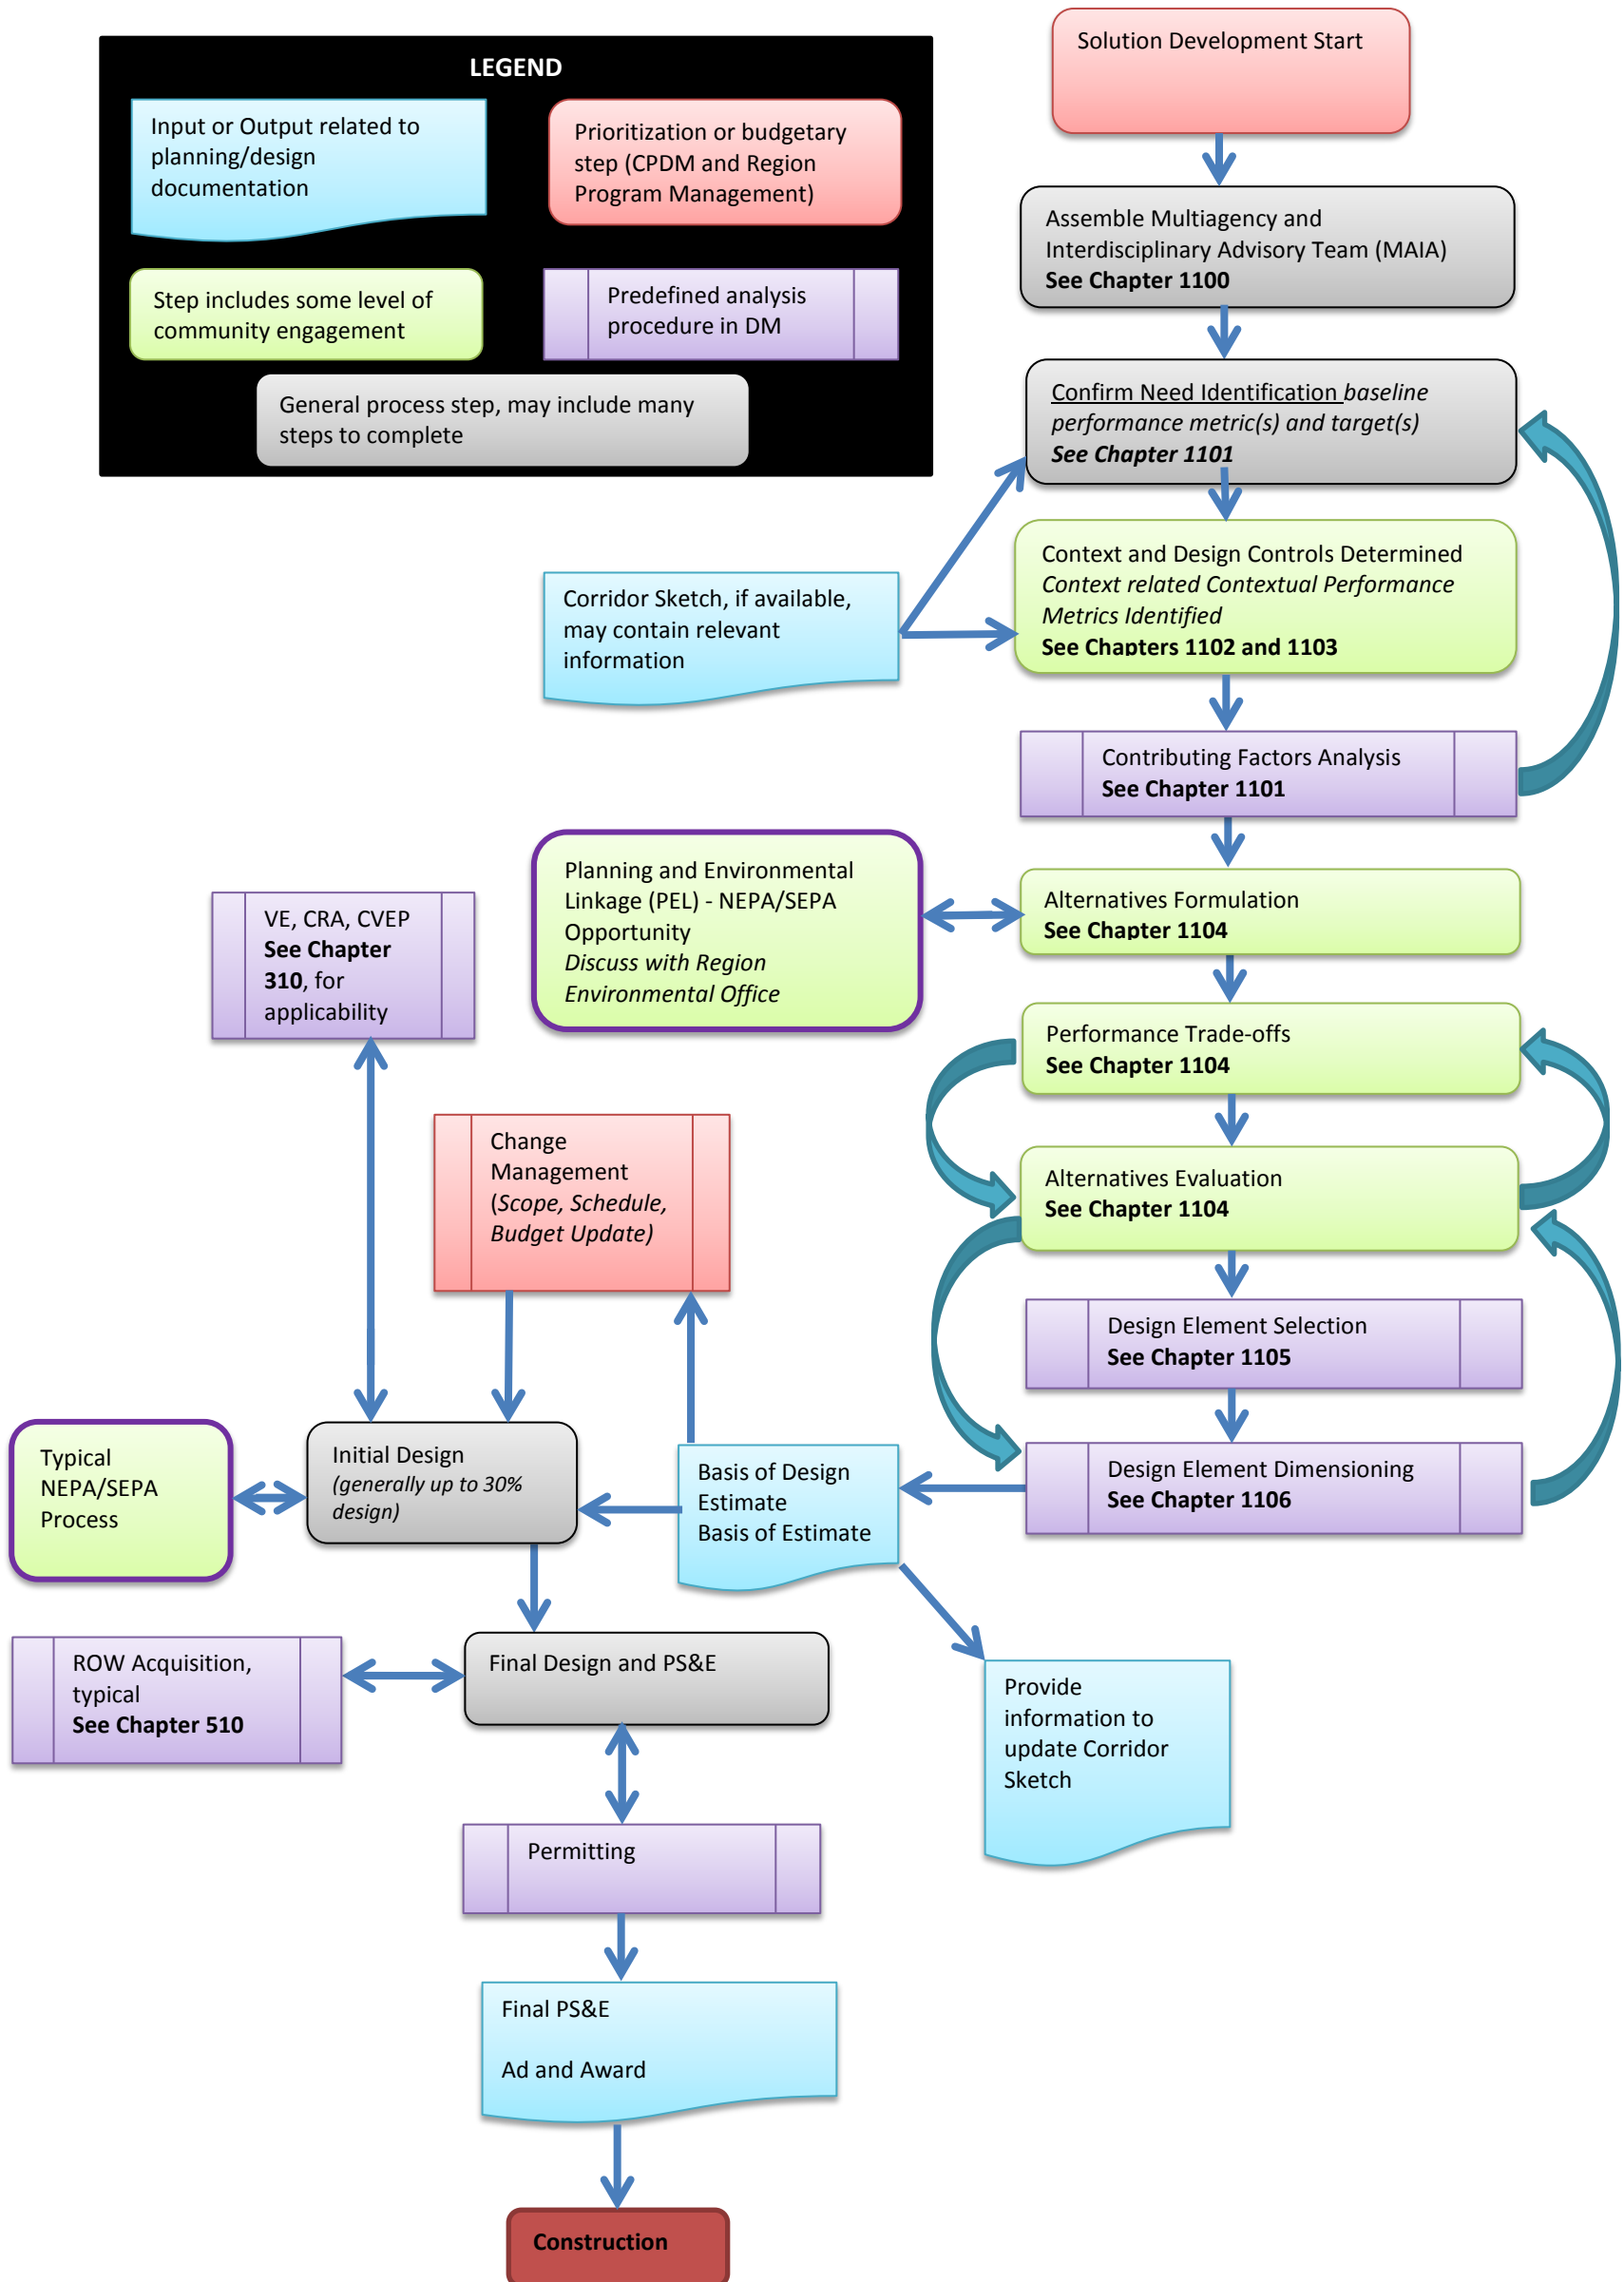 LEGEND
Input or Output related to
planning/design
documentation
Prioritization or budgetary
step (CPDM and Region
Program Management)
Step includes some level of
community engagement
Predefined analysis
procedure in DM
General process step, may include many
steps to complete
Solution Development Start
Assemble Multiagency and
Interdisciplinary Advisory Team (MAIA)
See Chapter 1100
Confirm Need Identification baseline
performance metric(s) and target(s)
See Chapter 1101
Corridor Sketch, if available,
may contain relevant
information
Context and Design Controls Determined
Context related Contextual Performance
Metrics Identified
See Chapters 1102 and 1103
Contributing Factors Analysis
See Chapter 1101
Planning and Environmental
Linkage (PEL) - NEPA/SEPA
Opportunity
Discuss with Region
Environmental Office
Alternatives Formulation
See Chapter 1104
VE, CRA, CVEP
See Chapter
310, for
applicability
Performance Trade-offs
See Chapter 1104
Change
Management
(Scope, Schedule,
Budget Update)
Alternatives Evaluation
See Chapter 1104
Design Element Selection
See Chapter 1105
Design Element Dimensioning
See Chapter 1106
Typical
NEPA/SEPA
Process
Initial Design
(generally up to 30%
design)
Basis of Design
Estimate
Basis of Estimate
ROW Acquisition,
typical
See Chapter 510
Final Design and PS&E
Provide
information to
update Corridor
Sketch
Permitting
Final PS&E
Ad and Award
Construction